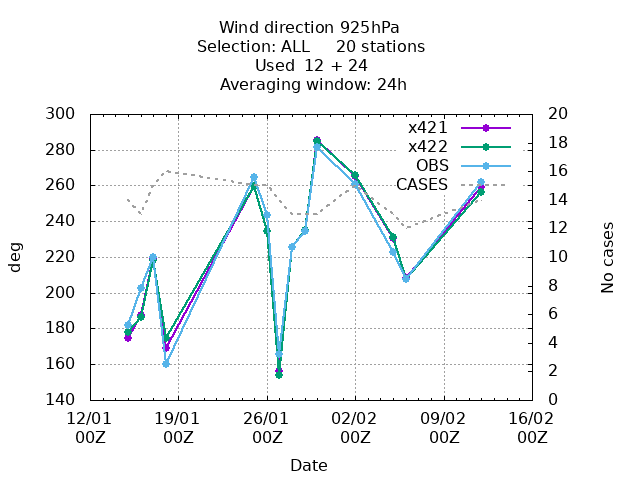 Wind direction 925hPa
Selection: ALL     20 stations
Used  12 + 24
Averaging window: 24h
x421
x422
OBS
CASES
300
280
260
240
220
200
180
160
140
deg
20
18
16
14
12
10
8
6
4
2
0
No cases
12/01 19/01 26/01 02/02 09/02 16/02
00Z 00Z 00Z 00Z 00Z 00Z
Date